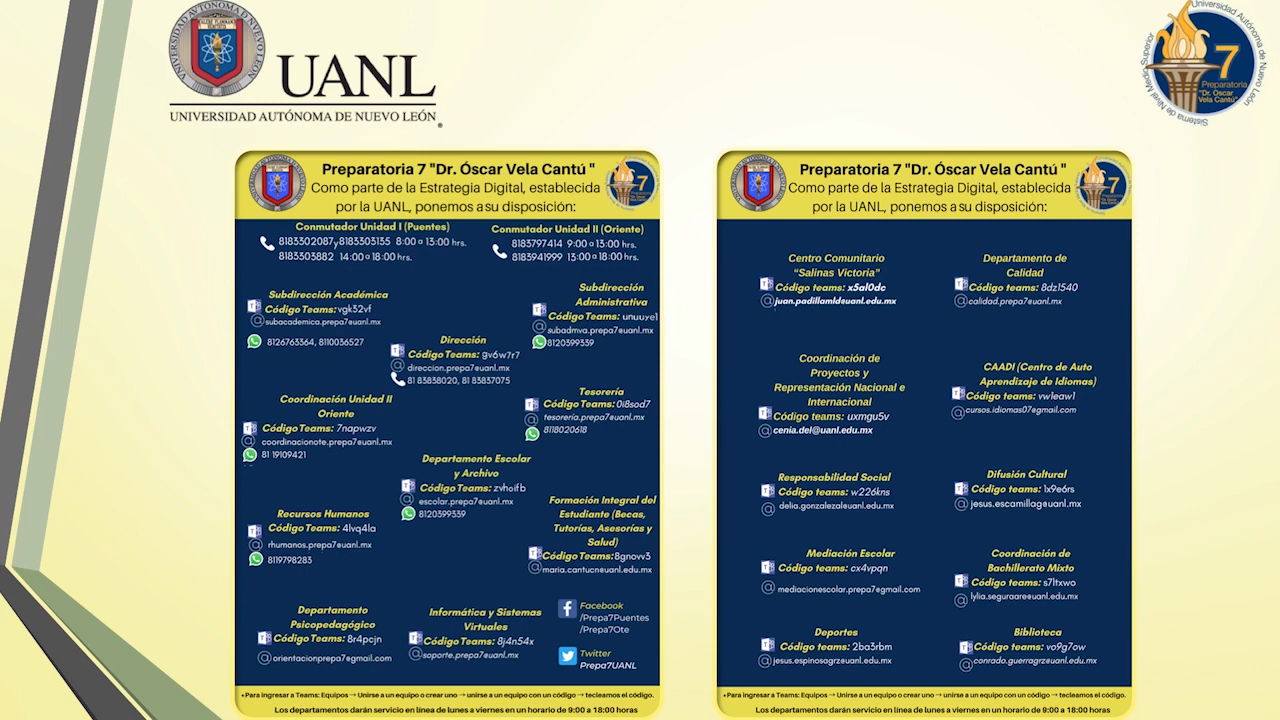 UANL
UNIVERSIDAD AUTÓNOMA DE NUEVO LEÓN®
Universidad Autónoma de Nuevo León
Sistema de Nivel Medio Superior
7
Preparatoria
"Dr. Óscar
Vela Cantú"
Preparatoria 7 "Dr. Óscar Vela Cantú "
Como parte de la Estrategia Digital, establecida
por la UANL, ponemos a su disposición:
Conmutador Unidad I (Puentes)
8183302087y8183303135 8:00 a 13:00 hrs.
8183303882 14:00 a 18:00 hrs.
Conmutador Unidad II (Oriente)
8183797414 9:00 a 13:00 hrs.
8183941999 13:00 a 18:00 hrs.
Subdirección Académica
Código Teams: vgk32vf
subacademica.prepa7@uanl.mx
8126763364, 8110036527
Subdirección
Administrativa
Código Teams: unuuye1
subadmva.prepa7@uanl.mx
8120399339
Dirección
Código Teams: gv6w7r7
direccion.prepa7@uanl.mx
81 83838020, 81 83837075
Tesorería
Código Teams: 0i8sod7
tesorería.prepa7@uanl.mx
8118020618
Coordinación Unidad II
Oriente
Código Teams: 7napwzv
coordinacionote.prepa7@uanl.mx
81 19109421
Departamento Escolar
y Archivo
Código Teams: zvhoifb
escolar.prepa7@uanl.mx
8120399339
Formación Integral del
Estudiante (Becas,
Tutorías, Asesorías y
Salud)
Código Teams: 8gnovv3
maria.cantucn@uanl.edu.mx
Recursos Humanos
Código Teams: 4lvq4la
rhumanos.prepa7@uanl.mx
8119798283
Departamento
Psicopedagógico
Código Teams: 8r4pcjn
orientacionprepa7@gmail.com
Informática y Sistemas
Virtuales
Código Teams: 8j4n54x
soporte.prepa7@uanl.mx
Facebook
/Prepa7Puentes
/Prepa7Ote
Twitter
Prepa7UANL
•Para ingresar a Teams: Equipos → Unirse a un equipo o crear uno → unirse a un equipo con un código → tecleamos el código.
Los departamentos darán servicio en línea de lunes a viernes en un horario de 9:00 a 18:00 horas
Preparatoria 7 "Dr. Óscar Vela Cantú "
Como parte de la Estrategia Digital, establecida
por la UANL, ponemos a su disposición:
Centro Comunitario
“Salinas Victoria”
Código teams: x5al0dc
juan.padillamld@uanl.edu.mx
Departamento de
Calidad
Código teams: 8dz1540
calidad.prepa7@uanl.mx
Coordinación de
Proyectos y
Representación Nacional e
Internacional
Código teams: uxmgu5v
cenia.del@uanl.edu.mx
CAADI (Centro de Auto
Aprendizaje de Idiomas)
Código teams: vwleaw1
cursos.idiomas07@gmail.com
Responsabilidad Social
Código teams: w226kns
delia.gonzalezal@uanl.edu.mx
Difusión Cultural
Código teams: lx9e6rs
jesus.escamillag@uanl.mx
Mediación Escolar
Código teams: cx4vpqn
mediacionescolar.prepa7@gmail.com
Coordinación de
Bachillerato Mixto
Código teams: s7ltxwo
lylia.seguraare@uanl.edu.mx
Deportes
Código teams: 2ba3rbm
jesus.espinosagrz@uanl.edu.mx
Biblioteca
Código teams: vo9g7ow
conrado.guerragrz@uanl.edu.mx
•Para ingresar a Teams: Equipos → Unirse a un equipo o crear uno → unirse a un equipo con un código → tecleamos el código.
Los departamentos darán servicio en línea de lunes a viernes en un horario de 9:00 a 18:00 horas